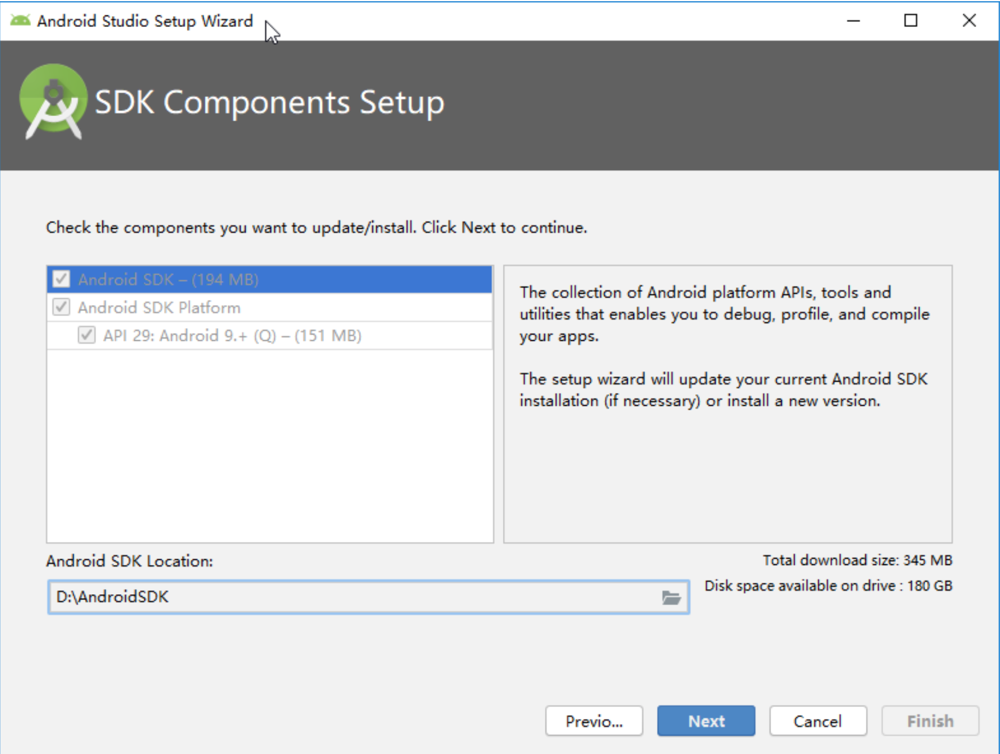 Android Studio Setup Wizard
SDK Components Setup
Check the components you want to update/install. Click Next to continue.
Android SDK – (194 MB)
Android SDK Platform
API 29: Android 9.+ (Q) – (151 MB)
The collection of Android platform APIs, tools and
utilities that enables you to debug, profile, and compile
your apps.
The setup wizard will update your current Android SDK
installation (if necessary) or install a new version.
Android SDK Location:
Total download size: 345 MB
D:\AndroidSDK
Disk space available on drive : 180 GB
Previo...
Next
Cancel
Finish